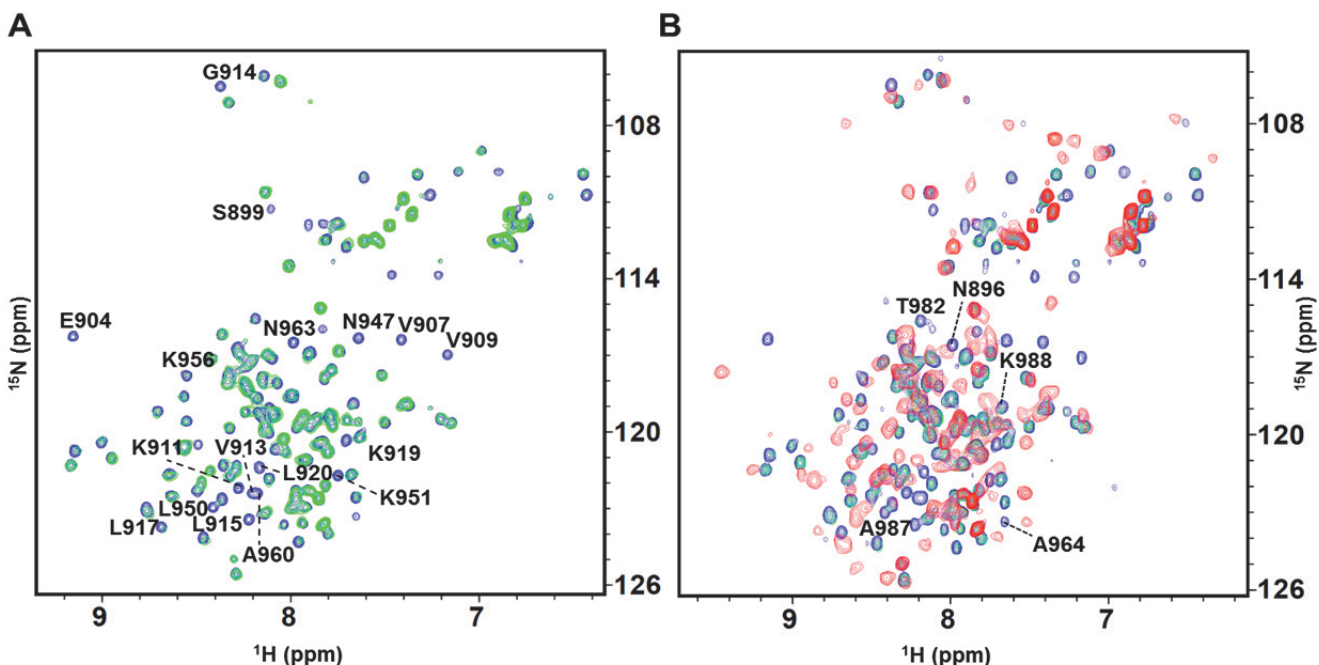 A
B
G914
S899
E904
N963
N947
V907
V909
K956
K911
V913
L920
K919
K951
L917
L950
L915
A960
108
114
120
126
¹⁵N (ppm)
9
8
7
¹H (ppm)
N896
T982
K988
A987
A964
108
114
120
126
¹⁵N (ppm)
9
8
7
¹H (ppm)